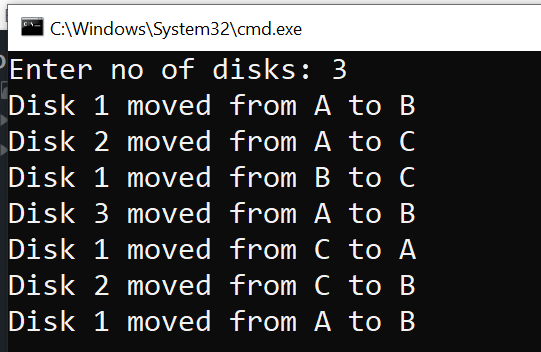 C:\Windows\System32\cmd.exe
Enter no of disks: 3
Disk 1 moved from A to B
Disk 2 moved from A to C
Disk 1 moved from B to C
Disk 3 moved from A to B
Disk 1 moved from C to A
Disk 2 moved from C to B
Disk 1 moved from A to B